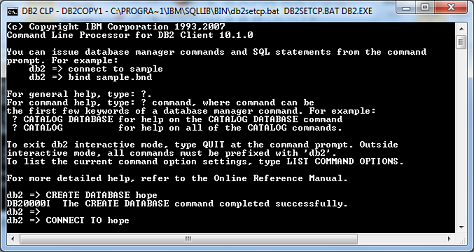 DB2 CLP - DB2COPY1 - C:\PROGRA~1\IBM\SQLLIB\BIN\db2setcp.bat DB2SETCP.BAT DB2.EXE
(c) Copyright IBM Corporation 1993,2007
Command Line Processor for DB2 Client 10.1.0
You can issue database manager commands and SQL statements from the command
prompt. For example:
db2 => connect to sample
db2 => bind sample.bnd
For general help, type: ?.
For command help, type: ? command, where command can be
the first few keywords of a database manager command. For example:
? CATALOG DATABASE for help on the CATALOG DATABASE command
? CATALOG for help on all of the CATALOG commands.
To exit db2 interactive mode, type QUIT at the command prompt. Outside
interactive mode, all commands must be prefixed with 'db2'.
To list the current command option settings, type LIST COMMAND OPTIONS.
For more detailed help, refer to the Online Reference Manual.
db2 => CREATE DATABASE hope
DB20000I The CREATE DATABASE command completed successfully.
db2 =>
db2 => CONNECT TO hope